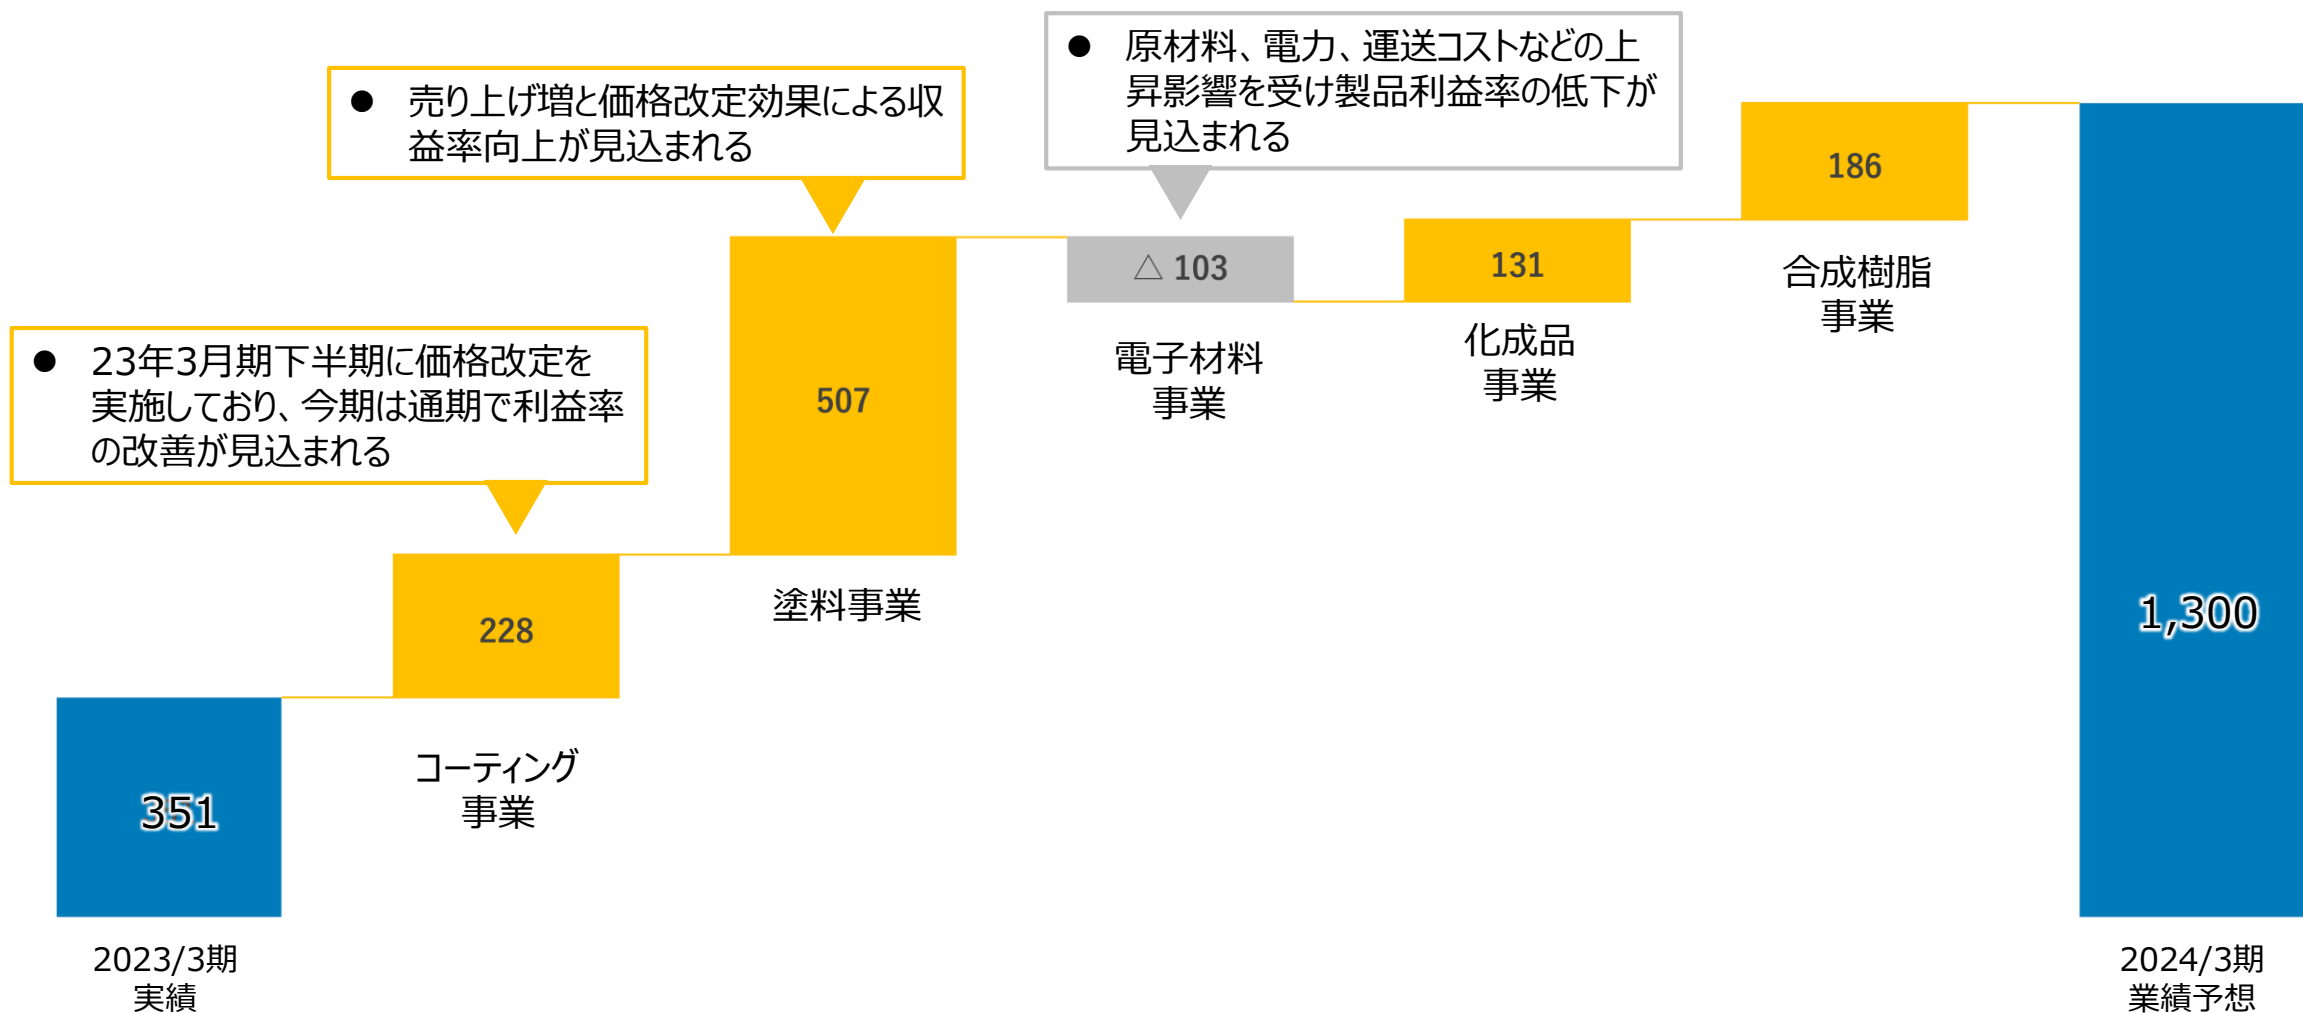 ● 原材料、電力、運送コストなどの上
昇影響を受け製品利益率の低下が
見込まれる
● 売り上げ増と価格改定効果による収
益率向上が見込まれる
186
△ 103
131
合成樹脂
事業
電子材料
事業
化成品
事業
● 23年3月期下半期に価格改定を
実施しており、今期は通期で利益率
の改善が見込まれる
507
塗料事業
228
1,300
コーティング
事業
351
2023/3期
実績
2024/3期
業績予想